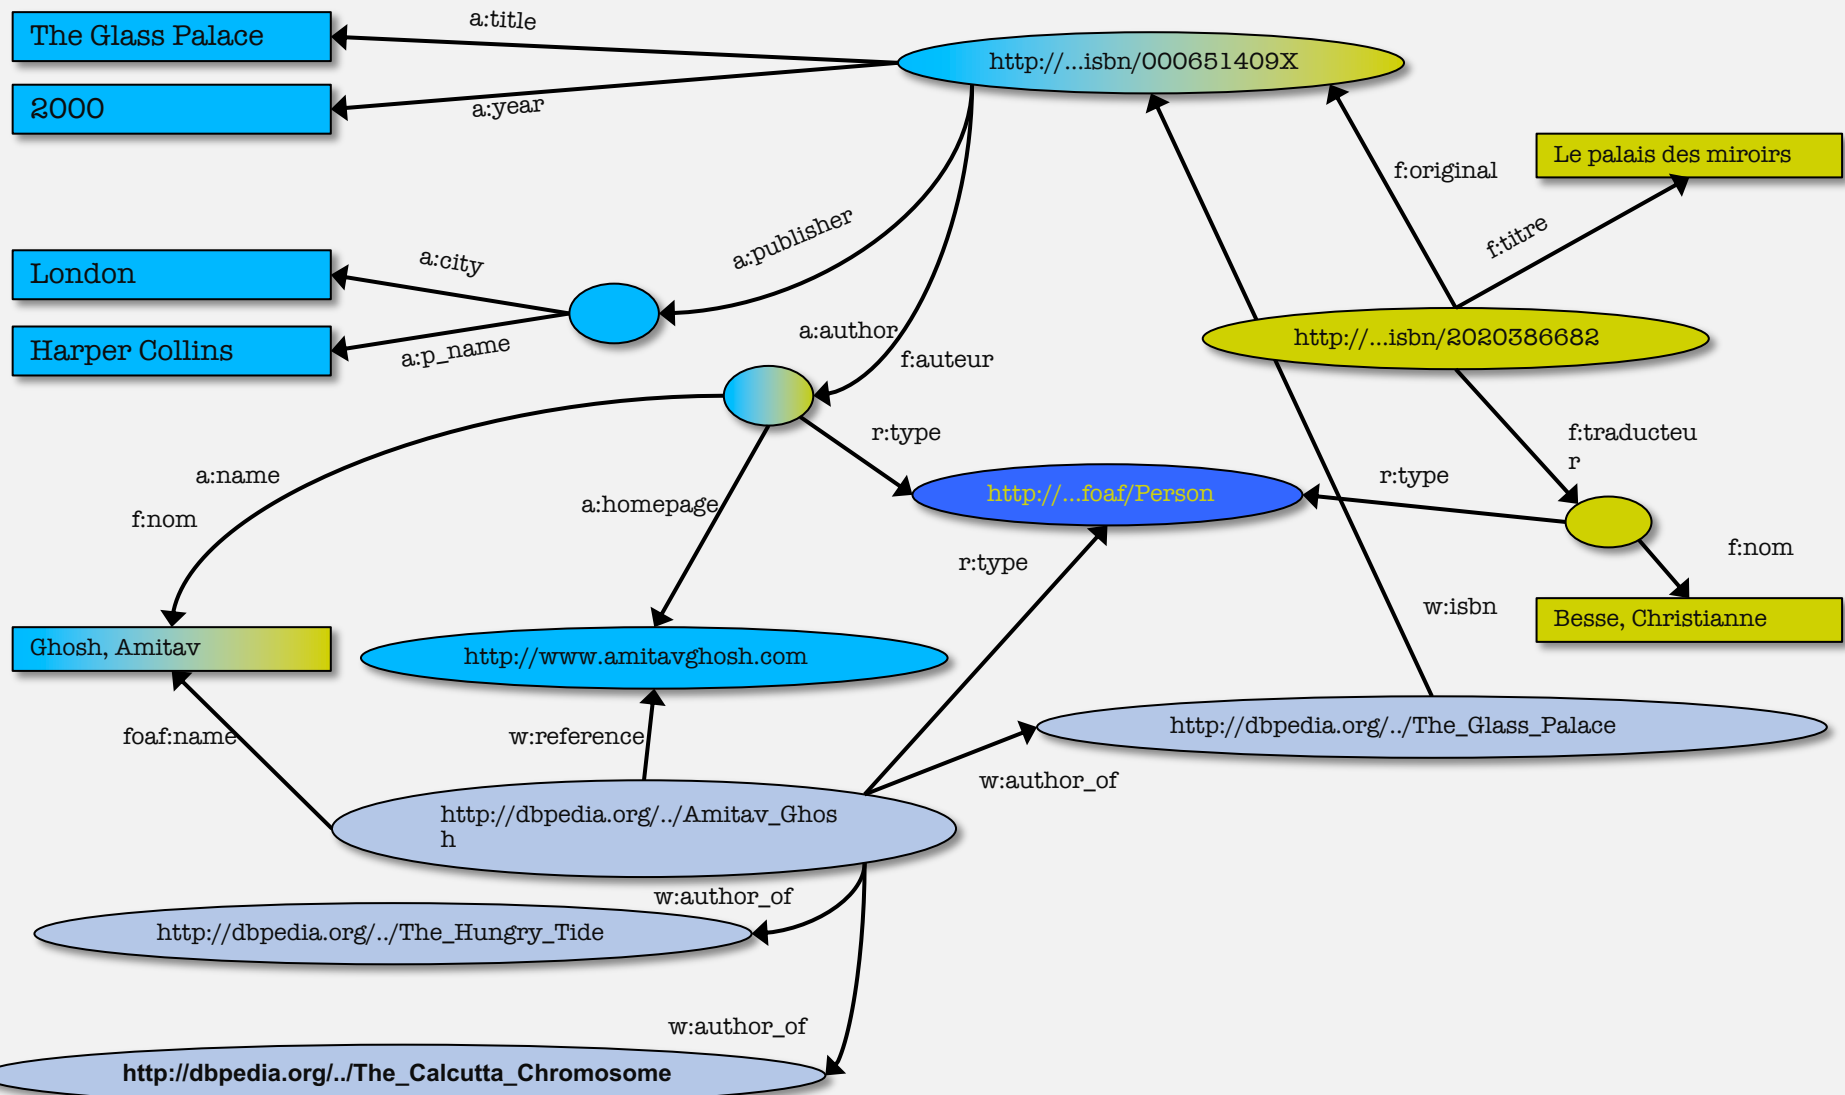 a:title
The Glass Palace
http://...isbn/000651409X
2000
a:year
Le palais des miroirs
f:original
f:titre
a:publisher
a:city
London
a:author
http://...isbn/2020386682
Harper Collins
a:p_name
f:auteur
r:type
f:traducteu
r
a:name
r:type
http://...foaf/Person
a:homepage
f:nom
f:nom
r:type
w:isbn
Besse, Christianne
Ghosh, Amitav
http://www.amitavghosh.com
foaf:name
w:reference
http://dbpedia.org/../The_Glass_Palace
w:author_of
http://dbpedia.org/../Amitav_Ghos
h
w:author_of
http://dbpedia.org/../The_Hungry_Tide
w:author_of
http://dbpedia.org/../The_Calcutta_Chromosome